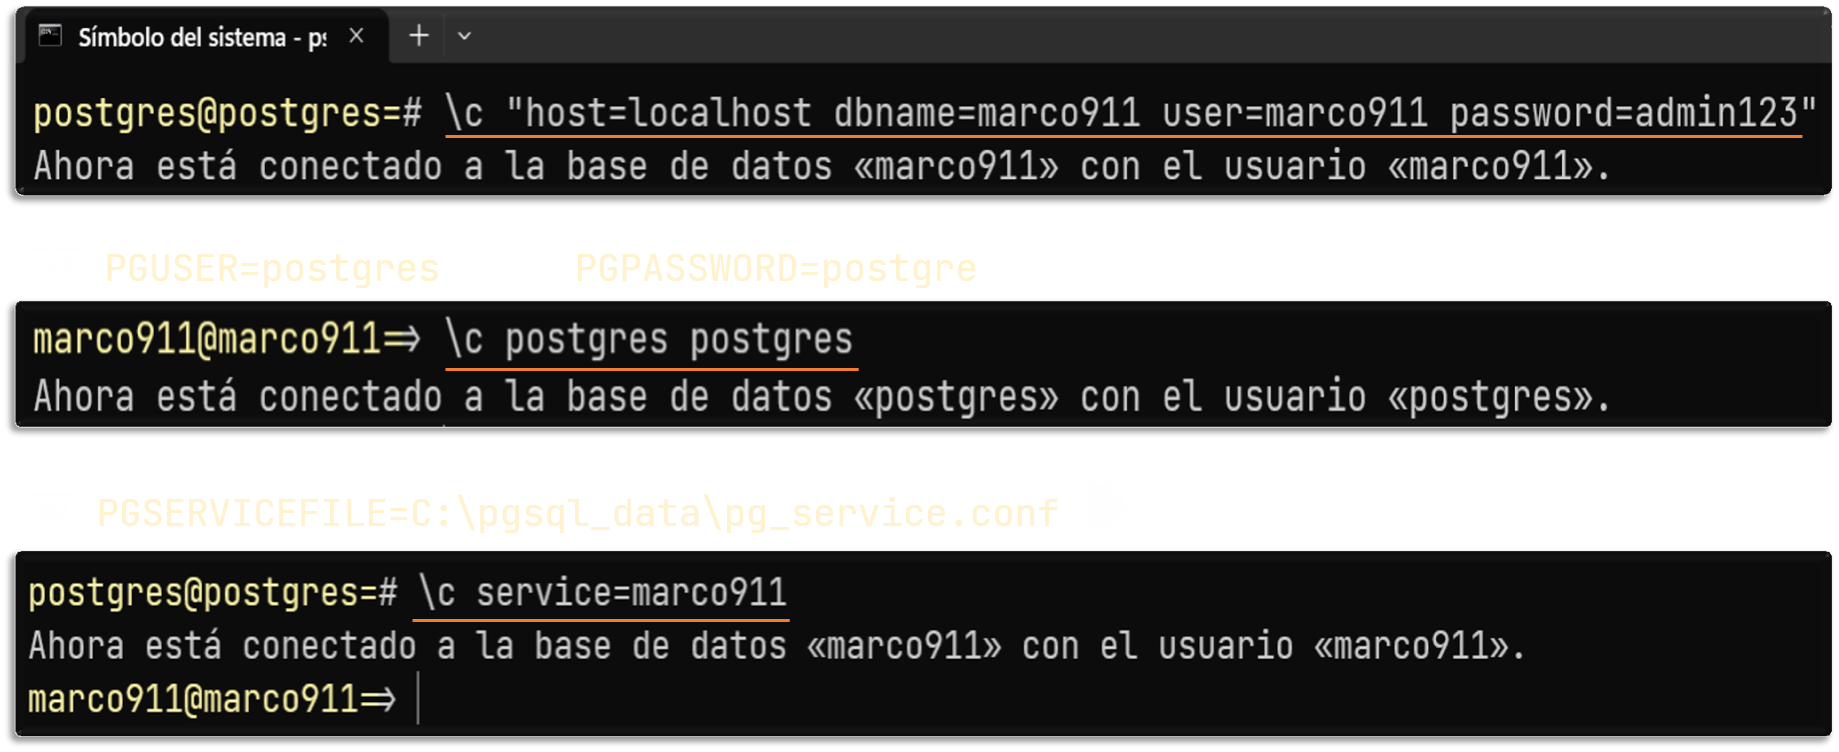 Símbolo del sistema - ps
postgres@postgres=# \c "host=localhost dbname=marco911 user=marco911 password=admin123"
Ahora está conectado a la base de datos «marco911» con el usuario «marco911».
PGUSER=postgres PGPASSWORD=postgre
marco911@marco911=> \c postgres postgres
Ahora está conectado a la base de datos «postgres» con el usuario «postgres».
PGSERVICEFILE=C:\pgsql_data\pg_service.conf
postgres@postgres=# \c service=marco911
Ahora está conectado a la base de datos «marco911» con el usuario «marco911».
marco911@marco911=>